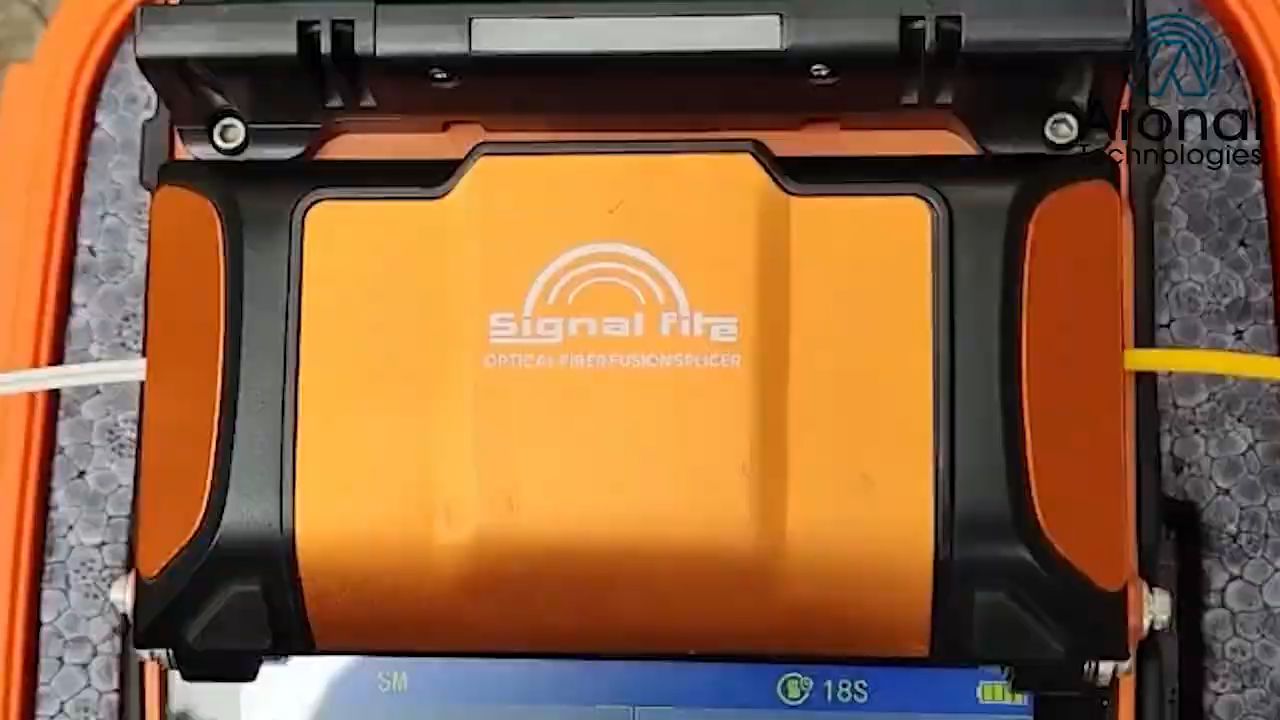 Aronal
Technologies
Signal fire
OPTICAL FIBER FUSION SPLICER
SM
18S